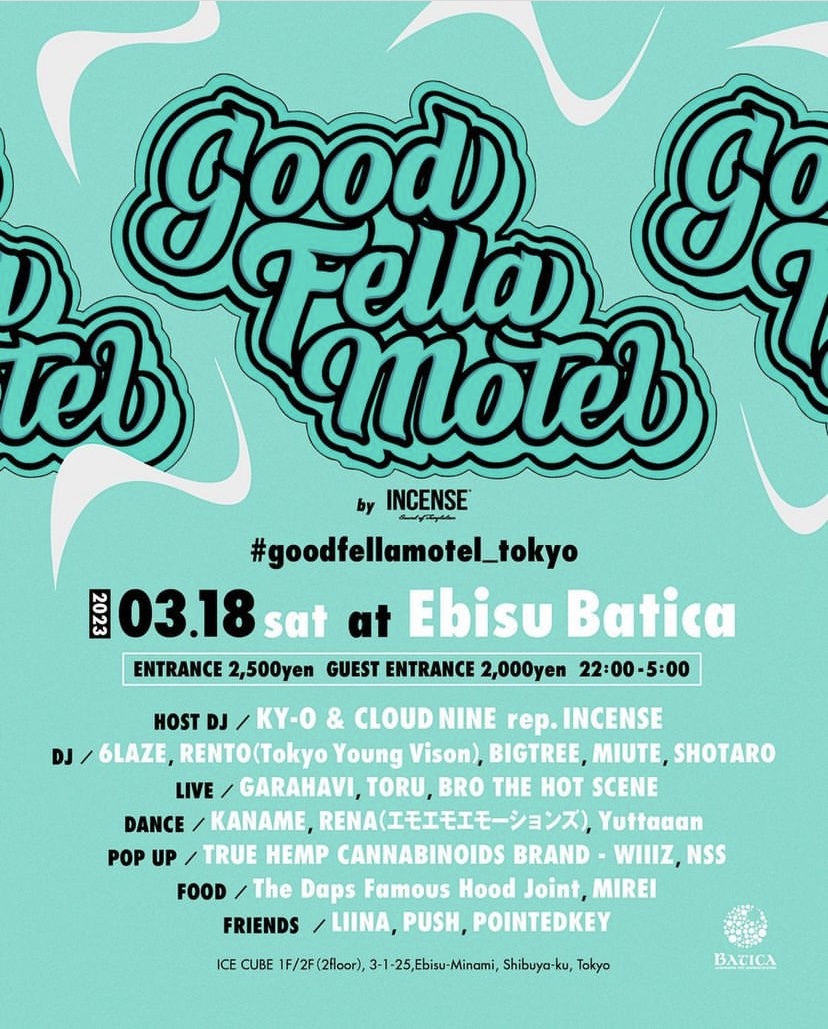 Good
Fella
Motel
by INCENSE
#goodfellamotel_tokyo
2023 03.18 sat at Ebisu Batica
ENTRANCE 2,500yen GUEST ENTRANCE 2,000yen 22:00-5:00
HOST DJ / KY-O & CLOUD NINE rep. INCENSE
DJ / 6LAZE, RENTO(Tokyo Young Vison), BIGTREE, MIUTE, SHOTARO
LIVE / GARAHAVI, TORU, BRO THE HOT SCENE
DANCE / KANAME, RENA(エモエモエモーションズ), Yuttaaan
POP UP / TRUE HEMP CANNABINOIDS BRAND - WIIIZ, NSS
FOOD / The Daps Famous Hood Joint, MIREI
FRIENDS / LIINA, PUSH, POINTEDKEY
ICE CUBE 1F/2F(2floor), 3-1-25,Ebisu-Minami, Shibuya-ku, Tokyo
BATICA